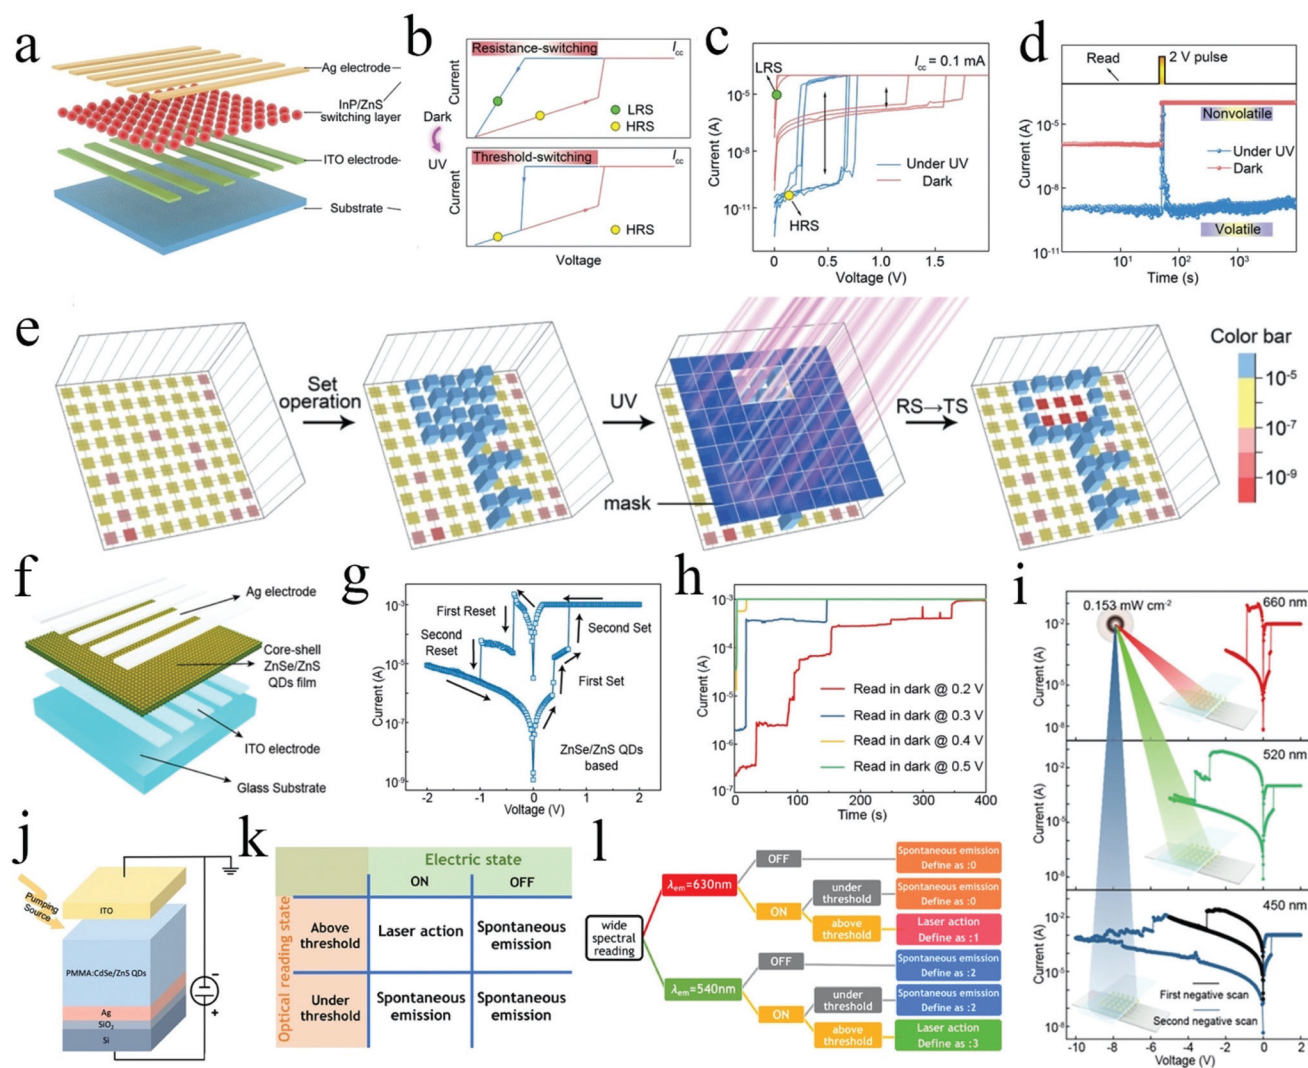 a
Ag electrode
InP/ZnS
switching layer
ITO electrode
Substrate
b
Resistance-switching
Icc
Current
LRS
HRS
Dark
UV
Threshold-switching
Icc
Current
HRS
Voltage
c
LRS
Icc = 0.1 mA
10-5
10-8
10-11
Current (A)
Under UV
Dark
HRS
0
0.5
1.0
1.5
Voltage (V)
d
Read
2 V pulse
Nonvolatile
Under UV
Dark
Volatile
Current (A)
10-5
10-8
10-11
101
102
103
Time (s)
e
Set
operation
UV
mask
RS→TS
Color bar
10-5
10-7
10-9
f
Ag electrode
Core-shell
ZnSe/ZnS
QDs film
ITO electrode
Glass Substrate
g
10-3
10-5
10-7
10-9
Current (A)
First Reset
Second
Reset
Second Set
First Set
ZnSe/ZnS QDs
based
-2
-1
0
1
2
Voltage (V)
h
10-3
10-4
10-5
10-6
10-7
Current (A)
Read in dark @ 0.2 V
Read in dark @ 0.3 V
Read in dark @ 0.4 V
Read in dark @ 0.5 V
0
100
200
300
400
Time (s)
i
0.153 mW cm-2
660 nm
10-2
10-5
10-8
Current (A)
520 nm
10-2
10-5
10-8
Current (A)
450 nm
10-2
10-5
10-8
Current (A)
First negative scan
Second negative scan
-10
-8
-6
-4
-2
0
2
Voltage (V)
j
Pumping
Source
ITO
PMMA:CdSe/ZnS QDs
Ag
SiO2
Si
−
+
k
Electric state
ON
OFF
Optical reading state
Above
threshold
Laser action
Spontaneous
emission
Under
threshold
Spontaneous
emission
Spontaneous
emission
l
wide
spectral
reading
λem=630nm
OFF
Spontaneous emission
Define as :0
ON
under
threshold
Spontaneous emission
Define as :0
above
threshold
Laser action
Define as :1
λem=540nm
OFF
Spontaneous emission
Define as :2
ON
under
threshold
Spontaneous emission
Define as :2
above
threshold
Laser action
Define as :3